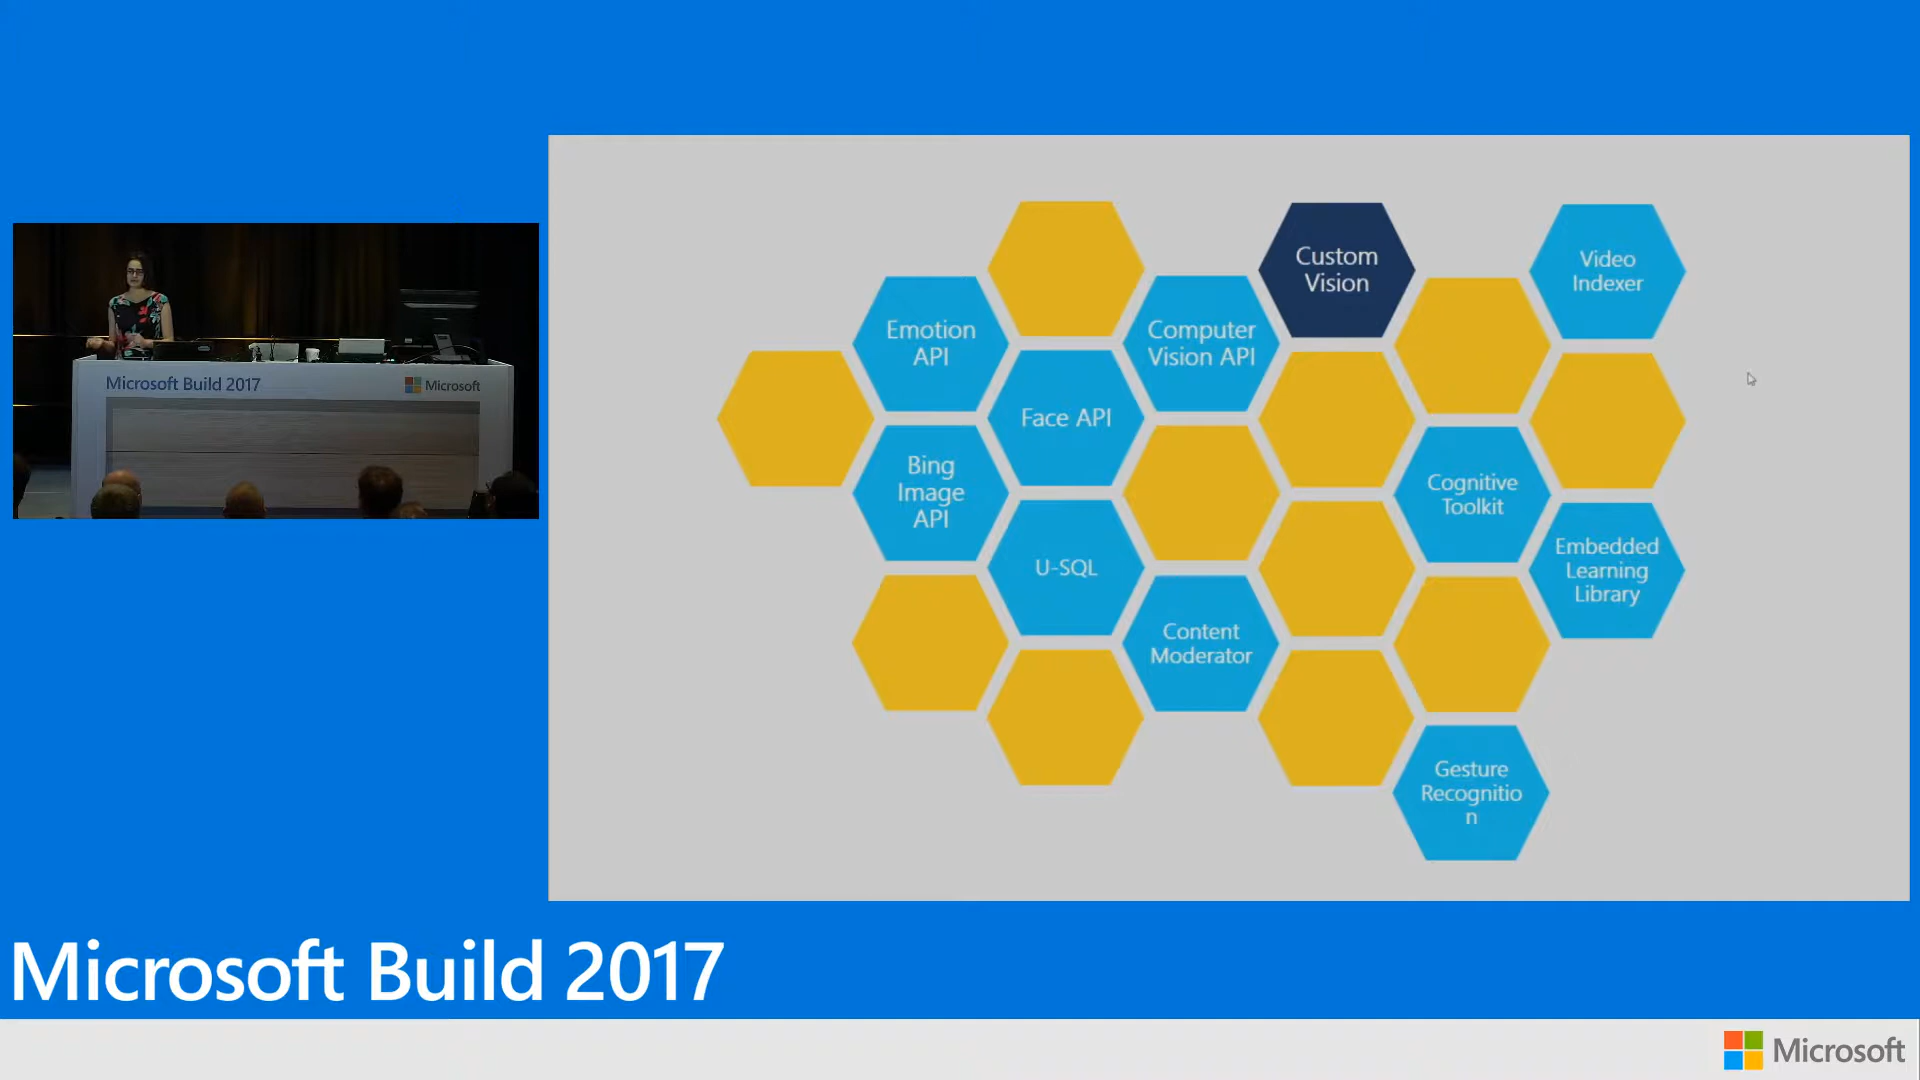 Custom
Vision
Video
Indexer
Emotion
API
Computer
Vision API
Face API
Bing
Image
API
Cognitive
Toolkit
Embedded
Learning
Library
U-SQL
Content
Moderator
Gesture
Recognitio
n
Microsoft Build 2017
Microsoft
Microsoft Build 2017
Microsoft